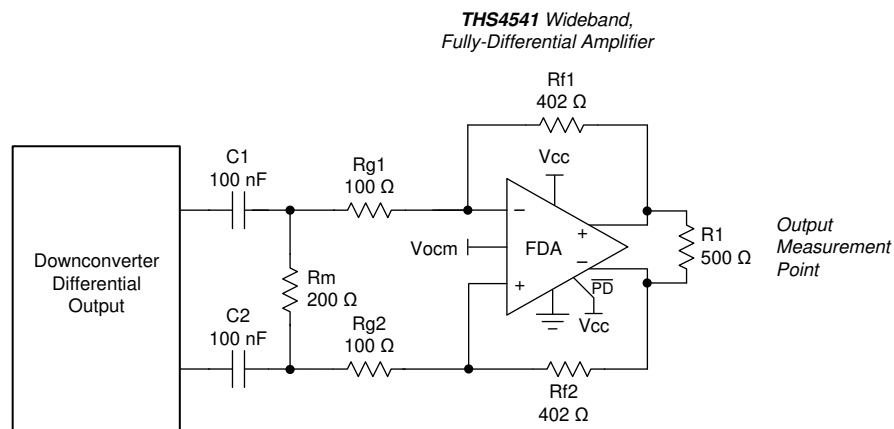 THS4541 Wideband,
Fully-Differential Amplifier
Rf1
402 Ω
C1
100 nF
Rg1
100 Ω
Vcc
Vocm
−
+
FDA
+
−
PD
Vcc
R1
500 Ω
Output
Measurement
Point
Downconverter
Differential
Output
Rm
200 Ω
C2
100 nF
Rg2
100 Ω
Rf2
402 Ω